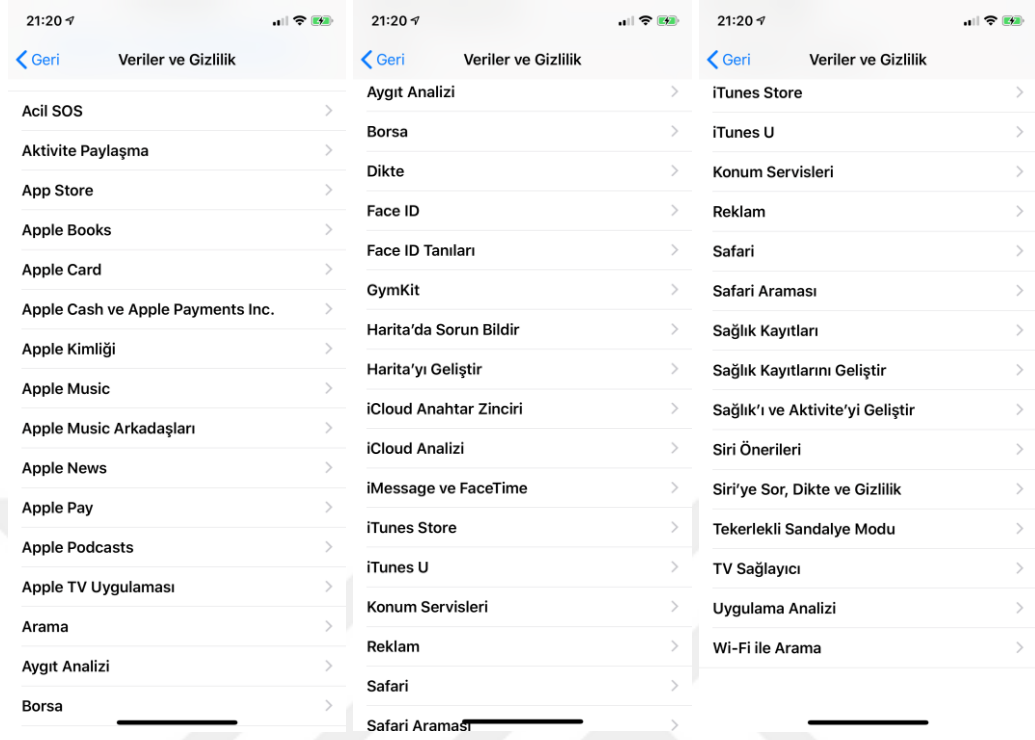 21:20
Geri
Veriler ve Gizlilik
Acil SOS
Aktivite Paylaşma
App Store
Apple Books
Apple Card
Apple Cash ve Apple Payments Inc.
Apple Kimliği
Apple Music
Apple Music Arkadaşları
Apple News
Apple Pay
Apple Podcasts
Apple TV Uygulaması
Arama
Aygıt Analizi
Borsa
21:20
Geri
Veriler ve Gizlilik
Aygıt Analizi
Borsa
Dikte
Face ID
Face ID Tanıları
GymKit
Harita’da Sorun Bildir
Harita’yı Geliştir
iCloud Anahtar Zinciri
iCloud Analizi
iMessage ve FaceTime
iTunes Store
iTunes U
Konum Servisleri
Reklam
Safari
Safari Araması
21:20
Geri
Veriler ve Gizlilik
iTunes Store
iTunes U
Konum Servisleri
Reklam
Safari
Safari Araması
Sağlık Kayıtları
Sağlık Kayıtlarını Geliştir
Sağlık’ı ve Aktivite’yi Geliştir
Siri Önerileri
Siri’ye Sor, Dikte ve Gizlilik
Tekerlekli Sandalye Modu
TV Sağlayıcı
Uygulama Analizi
Wi-Fi ile Arama